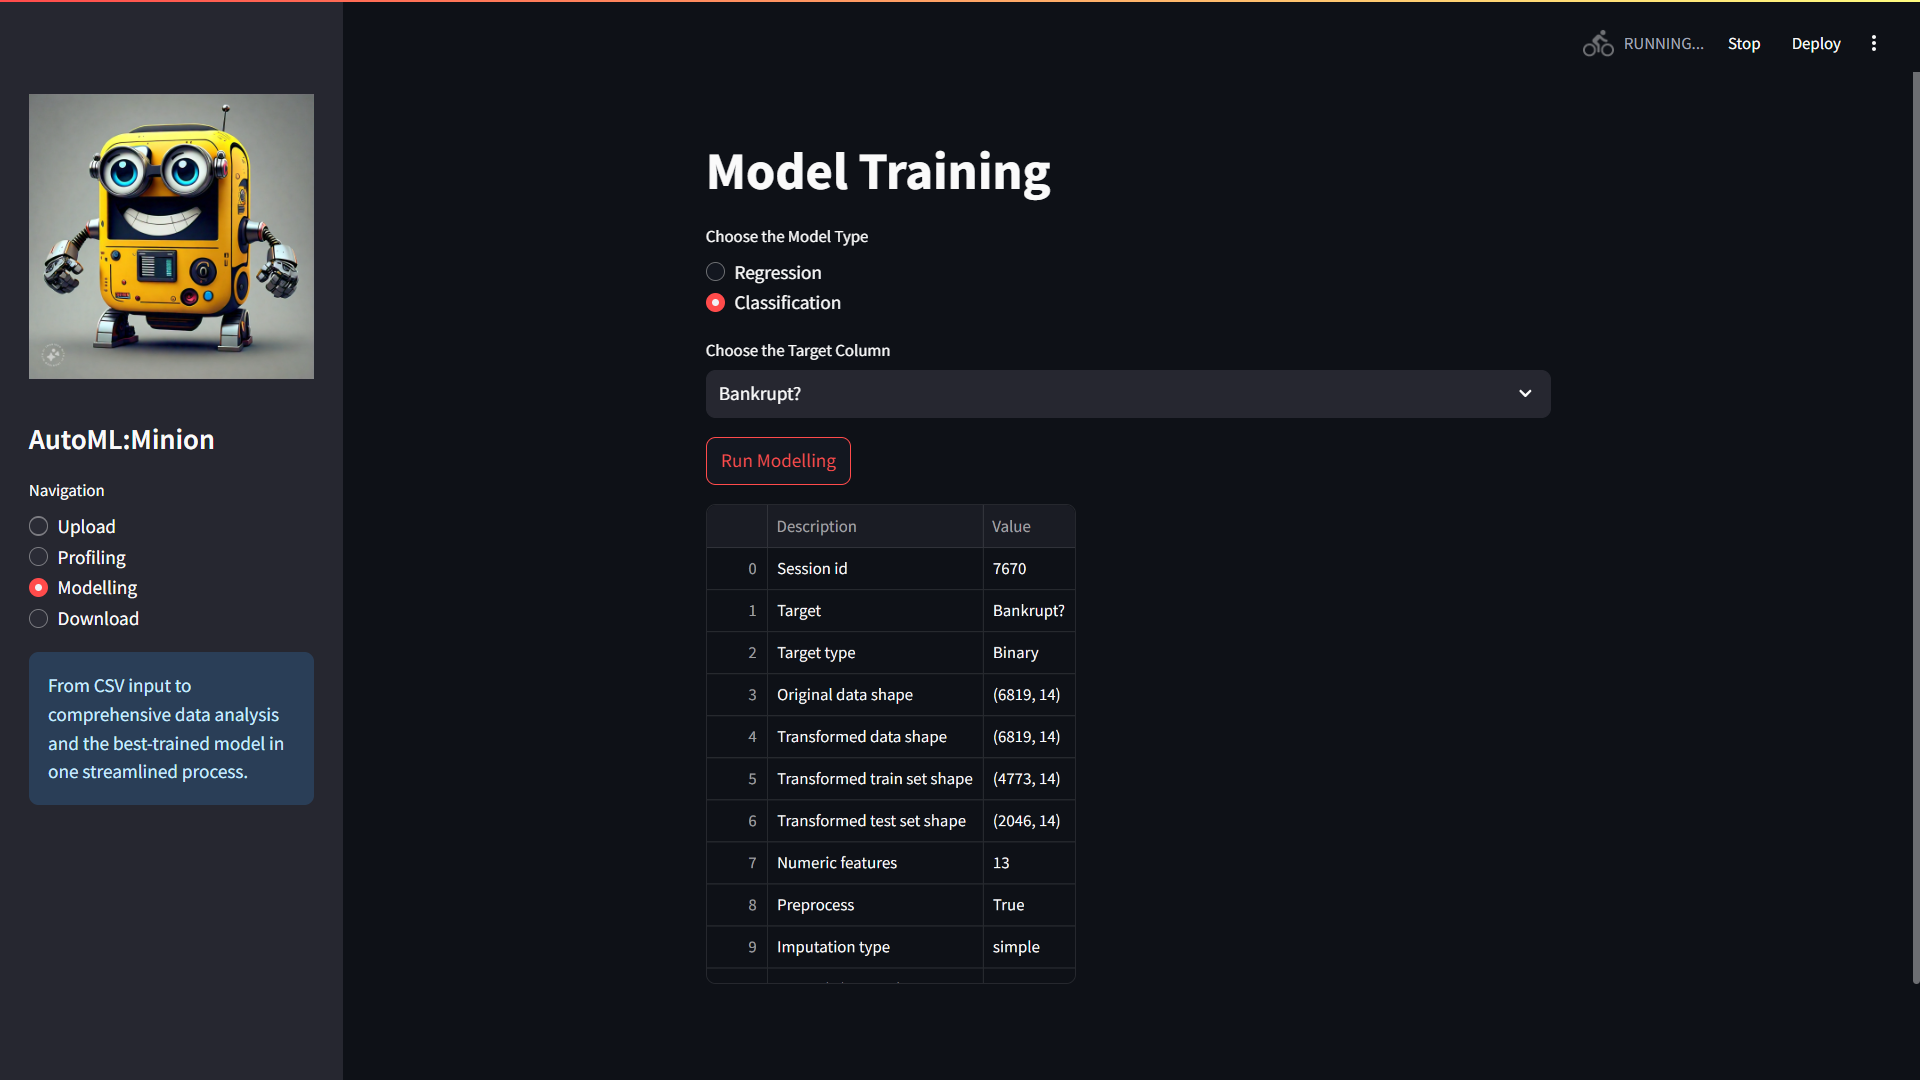 RUNNING...
Stop
Deploy
AutoML:Minion
Navigation
Upload
Profiling
Modelling
Download
From CSV input to
comprehensive data analysis
and the best-trained model in
one streamlined process.
Model Training
Choose the Model Type
Regression
Classification
Choose the Target Column
Bankrupt?
Run Modelling
Description Value
0 Session id 7670
1 Target Bankrupt?
2 Target type Binary
3 Original data shape (6819, 14)
4 Transformed data shape (6819, 14)
5 Transformed train set shape (4773, 14)
6 Transformed test set shape (2046, 14)
7 Numeric features 13
8 Preprocess True
9 Imputation type simple